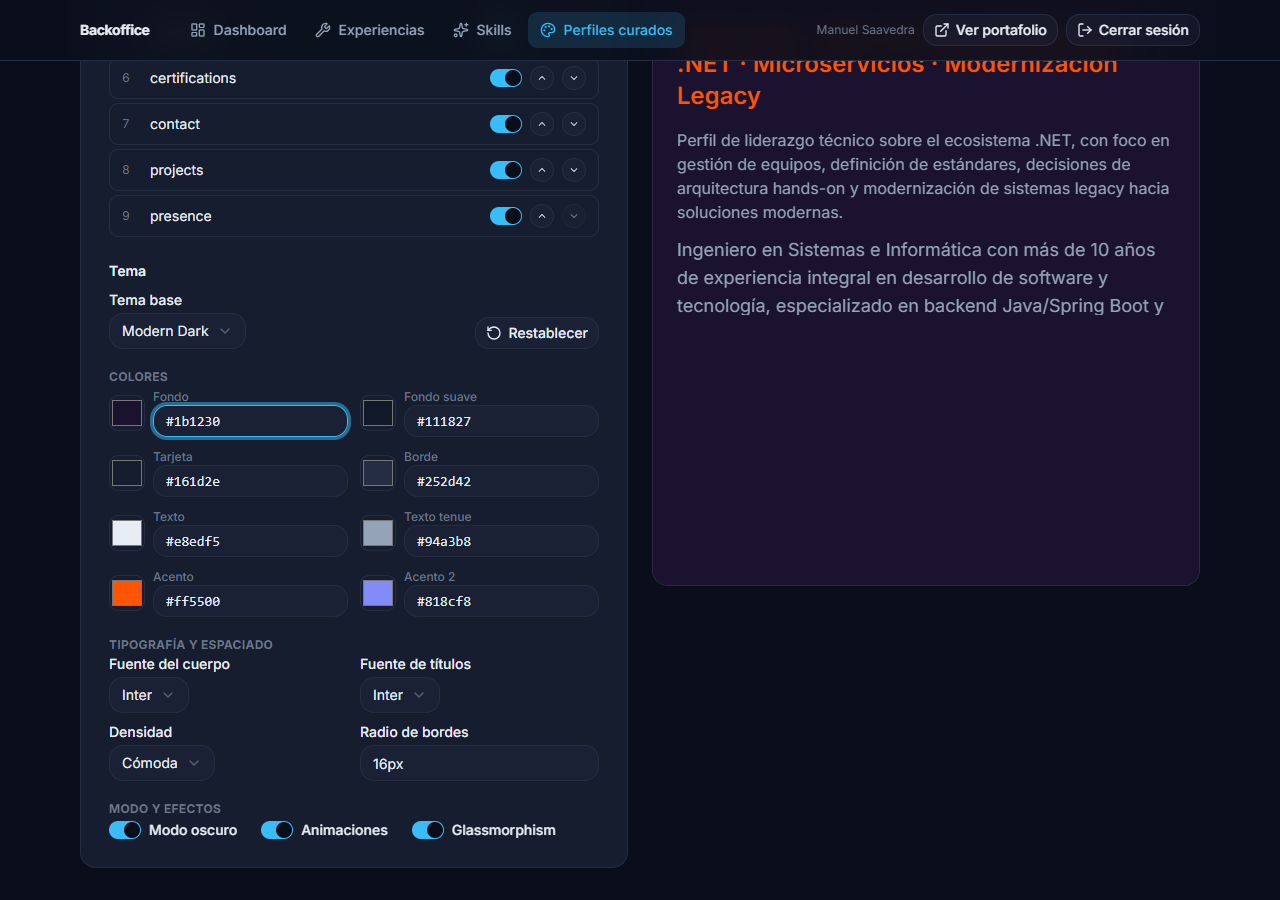 Backoffice
Dashboard
Experiencias
Skills
Perfiles curados
Manuel Saavedra
Ver portafolio
Cerrar sesión
6 certifications
7 contact
8 projects
9 presence
Tema
Tema base
Modern Dark
Restablecer
COLORES
Fondo
#1b1230
Fondo suave
#111827
Tarjeta
#161d2e
Borde
#252d42
Texto
#e8edf5
Texto tenue
#94a3b8
Acento
#ff5500
Acento 2
#818cf8
TIPOGRAFÍA Y ESPACIADO
Fuente del cuerpo
Inter
Fuente de títulos
Inter
Densidad
Cómoda
Radio de bordes
16px
MODO Y EFECTOS
Modo oscuro
Animaciones
Glassmorphism
.NET · Microservicios · Modernización
Legacy
Perfil de liderazgo técnico sobre el ecosistema .NET, con foco en
gestión de equipos, definición de estándares, decisiones de
arquitectura hands-on y modernización de sistemas legacy hacia
soluciones modernas.
Ingeniero en Sistemas e Informática con más de 10 años
de experiencia integral en desarrollo de software y
tecnología, especializado en backend Java/Spring Boot y